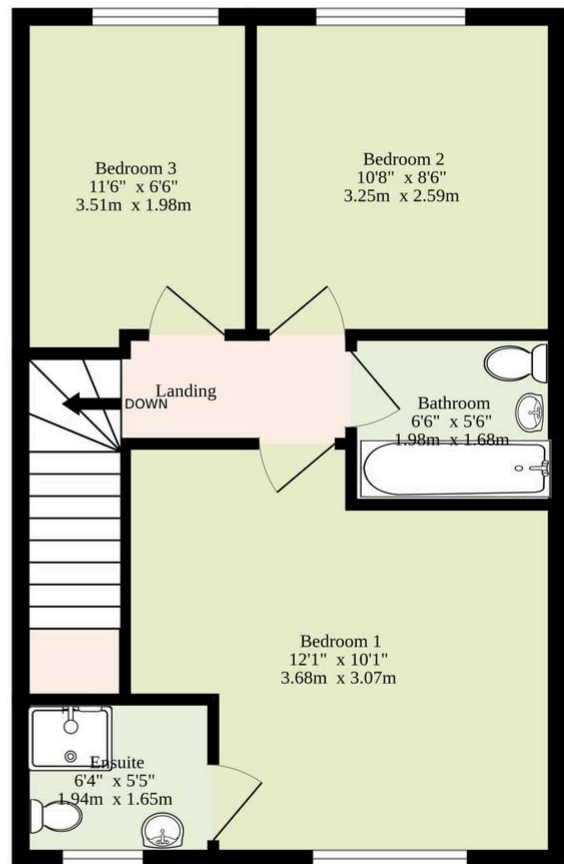 Bedroom 3
11'6" x 6'6"
3.51m x 1.98m
Bedroom 2
10'8" x 8'6"
3.25m x 2.59m
Landing
DOWN
Bathroom
6'6" x 5'6"
1.98m x 1.68m
Bedroom 1
12'1" x 10'1"
3.68m x 3.07m
Ensuite
6'4" x 5'5"
1.94m x 1.65m